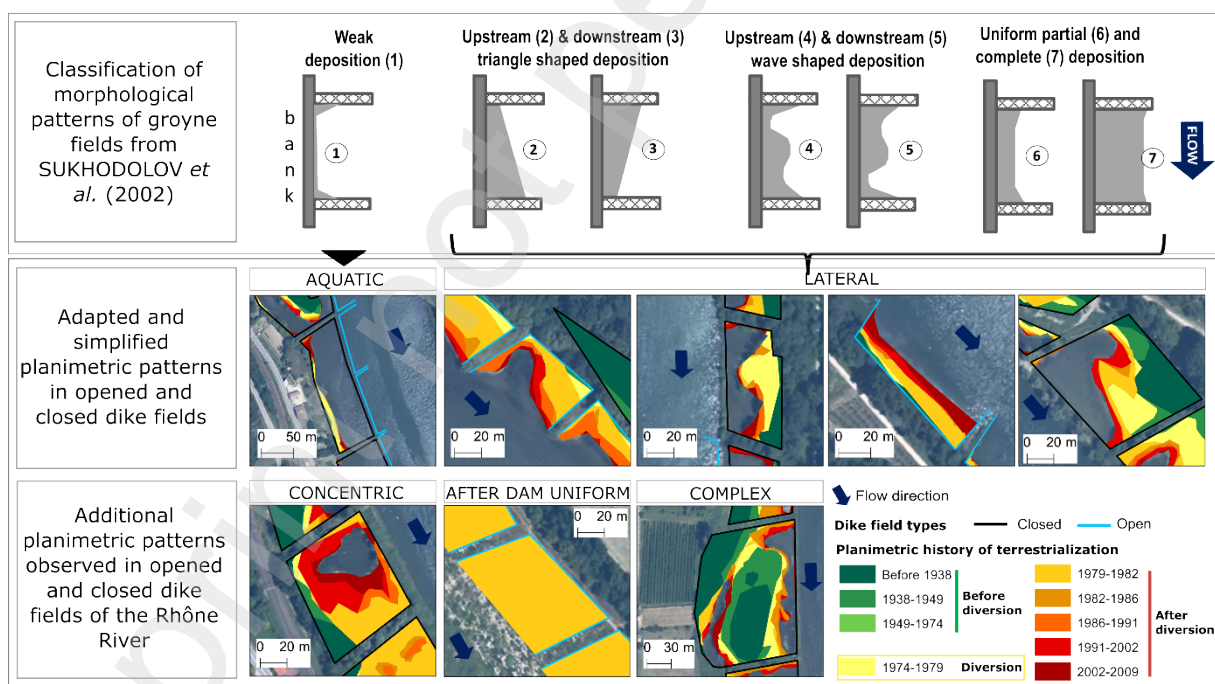 Classification of
morphological
patterns of groyne
fields from
SUKHODOLOV et
al. (2002)
Weak
deposition (1)
Upstream (2) & downstream (3)
triangle shaped deposition
Upstream (4) & downstream (5)
wave shaped deposition
Uniform partial (6) and
complete (7) deposition
b
a
n
k
1
2
3
4
5
6
7
FLOW
Adapted and
simplified
planimetric patterns
in opened and
closed dike fields
AQUATIC
LATERAL
0 50 m
0 20 m
0 20 m
0 20 m
0 20 m
Additional
planimetric patterns
observed in opened
and closed dike
fields of the Rhône
River
CONCENTRIC
AFTER DAM UNIFORM
COMPLEX
0 20 m
0 20 m
0 30 m
Flow direction
Dike field types
Closed
Open
Planimetric history of terrestrialization
Before 1938
1938-1949
1949-1974
Before
diversion
1974-1979
Diversion
1979-1982
1982-1986
1986-1991
1991-2002
2002-2009
After
diversion